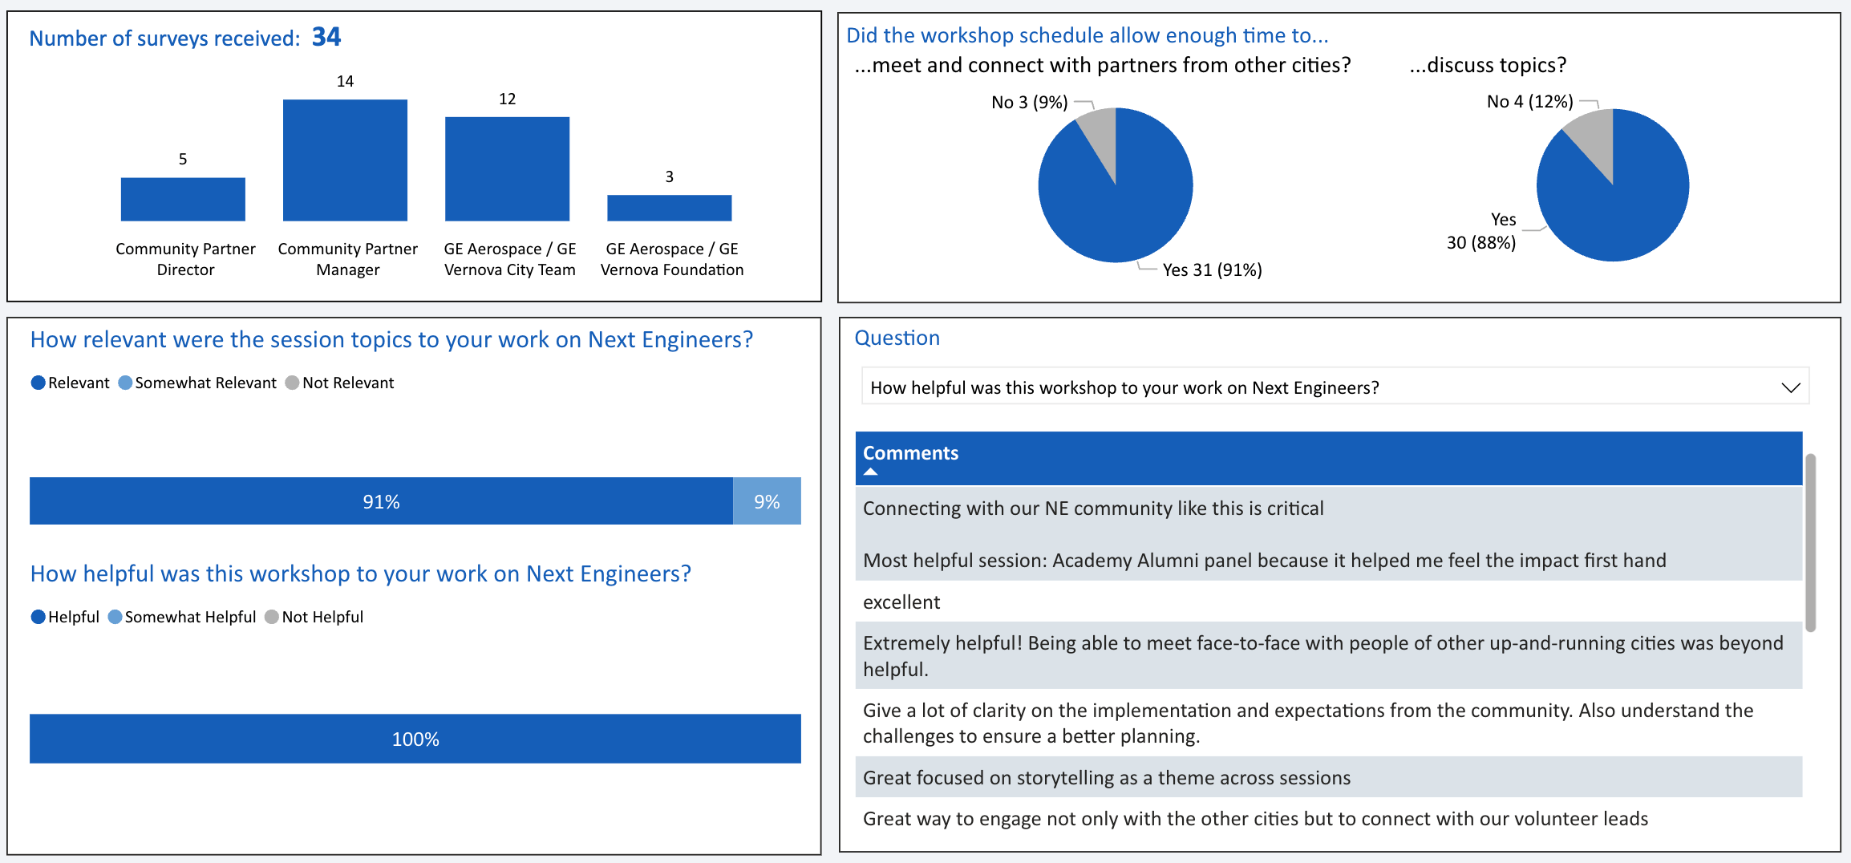 Number of surveys received: 34
5
14
12
3
Community Partner
Director
Community Partner
Manager
GE Aerospace / GE
Vernova City Team
GE Aerospace / GE
Vernova Foundation
Did the workshop schedule allow enough time to...
...meet and connect with partners from other cities?
No 3 (9%)
Yes 31 (91%)
...discuss topics?
No 4 (12%)
Yes
30 (88%)
How relevant were the session topics to your work on Next Engineers?
Relevant Somewhat Relevant Not Relevant
91% 9%
How helpful was this workshop to your work on Next Engineers?
Helpful Somewhat Helpful Not Helpful
100%
Question
How helpful was this workshop to your work on Next Engineers?
Comments
Connecting with our NE community like this is critical
Most helpful session: Academy Alumni panel because it helped me feel the impact first hand
excellent
Extremely helpful! Being able to meet face-to-face with people of other up-and-running cities was beyond
helpful.
Give a lot of clarity on the implementation and expectations from the community. Also understand the
challenges to ensure a better planning.
Great focused on storytelling as a theme across sessions
Great way to engage not only with the other cities but to connect with our volunteer leads